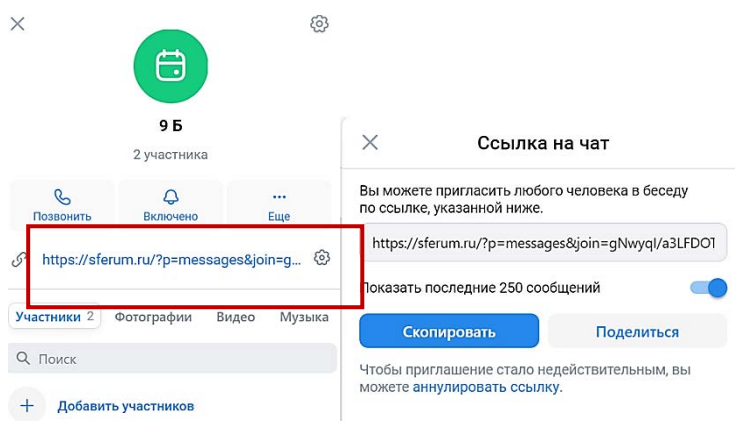 9 Б
2 участника
Позвонить
Включено
Еще
https://sferum.ru/?p=messages&join=g...
Участники 2
Фотографии
Видео
Музыка
Поиск
Добавить участников
Ссылка на чат
Вы можете пригласить любого человека в беседу
по ссылке, указанной ниже.
https://sferum.ru/?p=messages&join=gNwyqI/a3LFDOT
Показать последние 250 сообщений
Скопировать
Поделиться
Чтобы приглашение стало недействительным, вы
можете аннулировать ссылку.